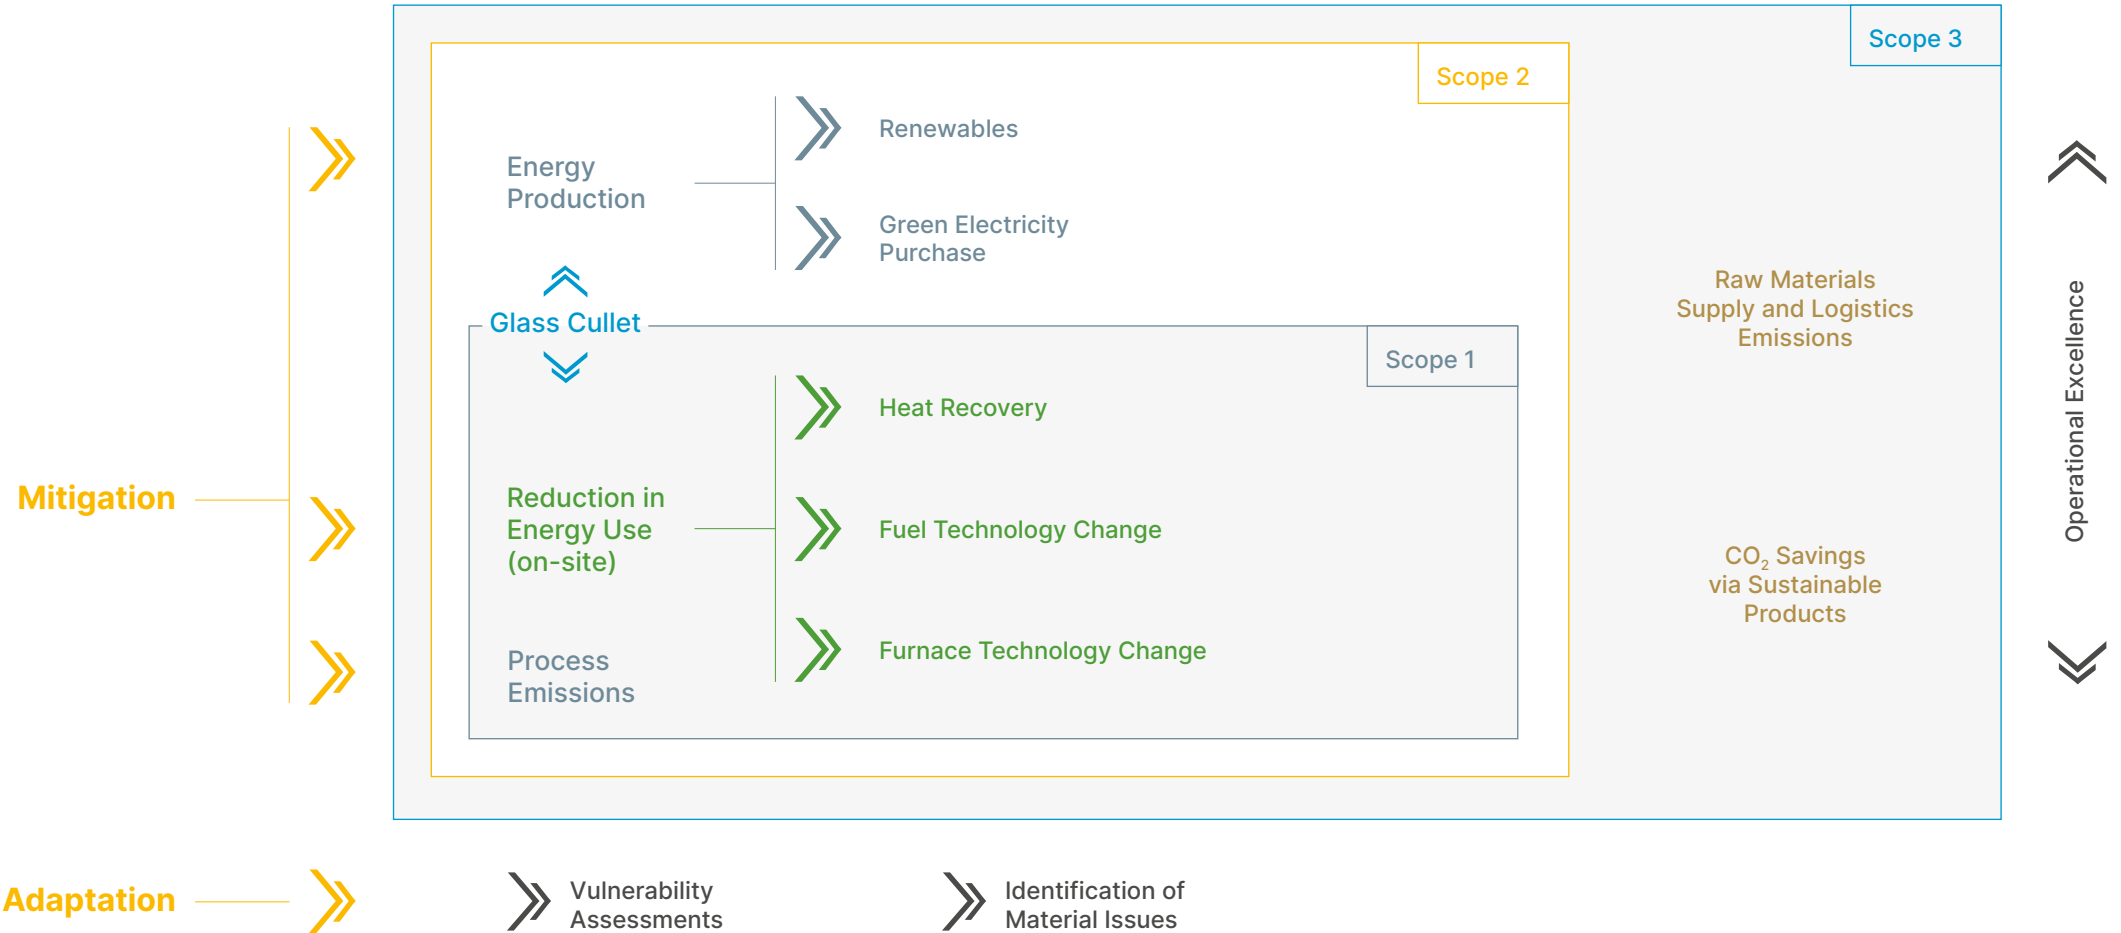 Scope 3
Scope 2
Renewables
Energy
Production
Green Electricity
Purchase
Glass Cullet
Scope 1
Raw Materials
Supply and Logistics
Emissions
Heat Recovery
Mitigation
Reduction in
Energy Use
(on-site)
Fuel Technology Change
CO₂ Savings
via Sustainable
Products
Process
Emissions
Furnace Technology Change
Operational Excellence
Adaptation
Vulnerability
Assessments
Identification of
Material Issues